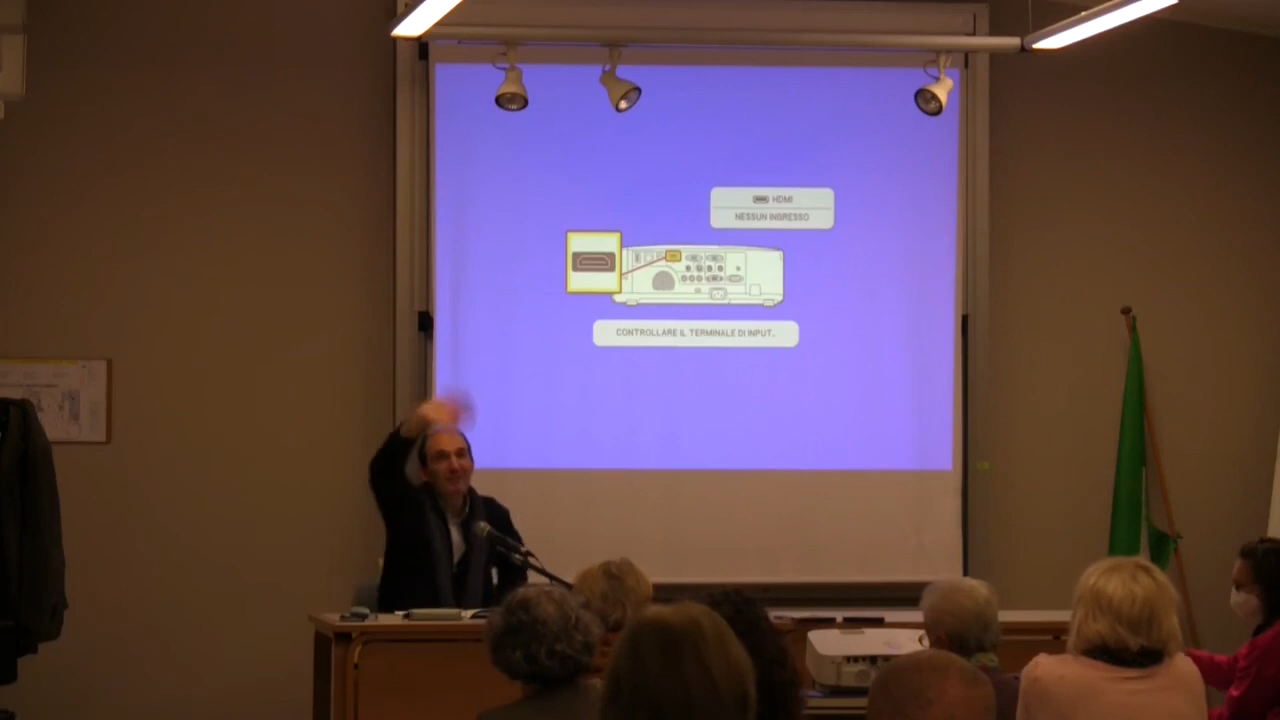 HDMI
NESSUN INGRESSO
CONTROLLARE IL TERMINALE DI INPUT.